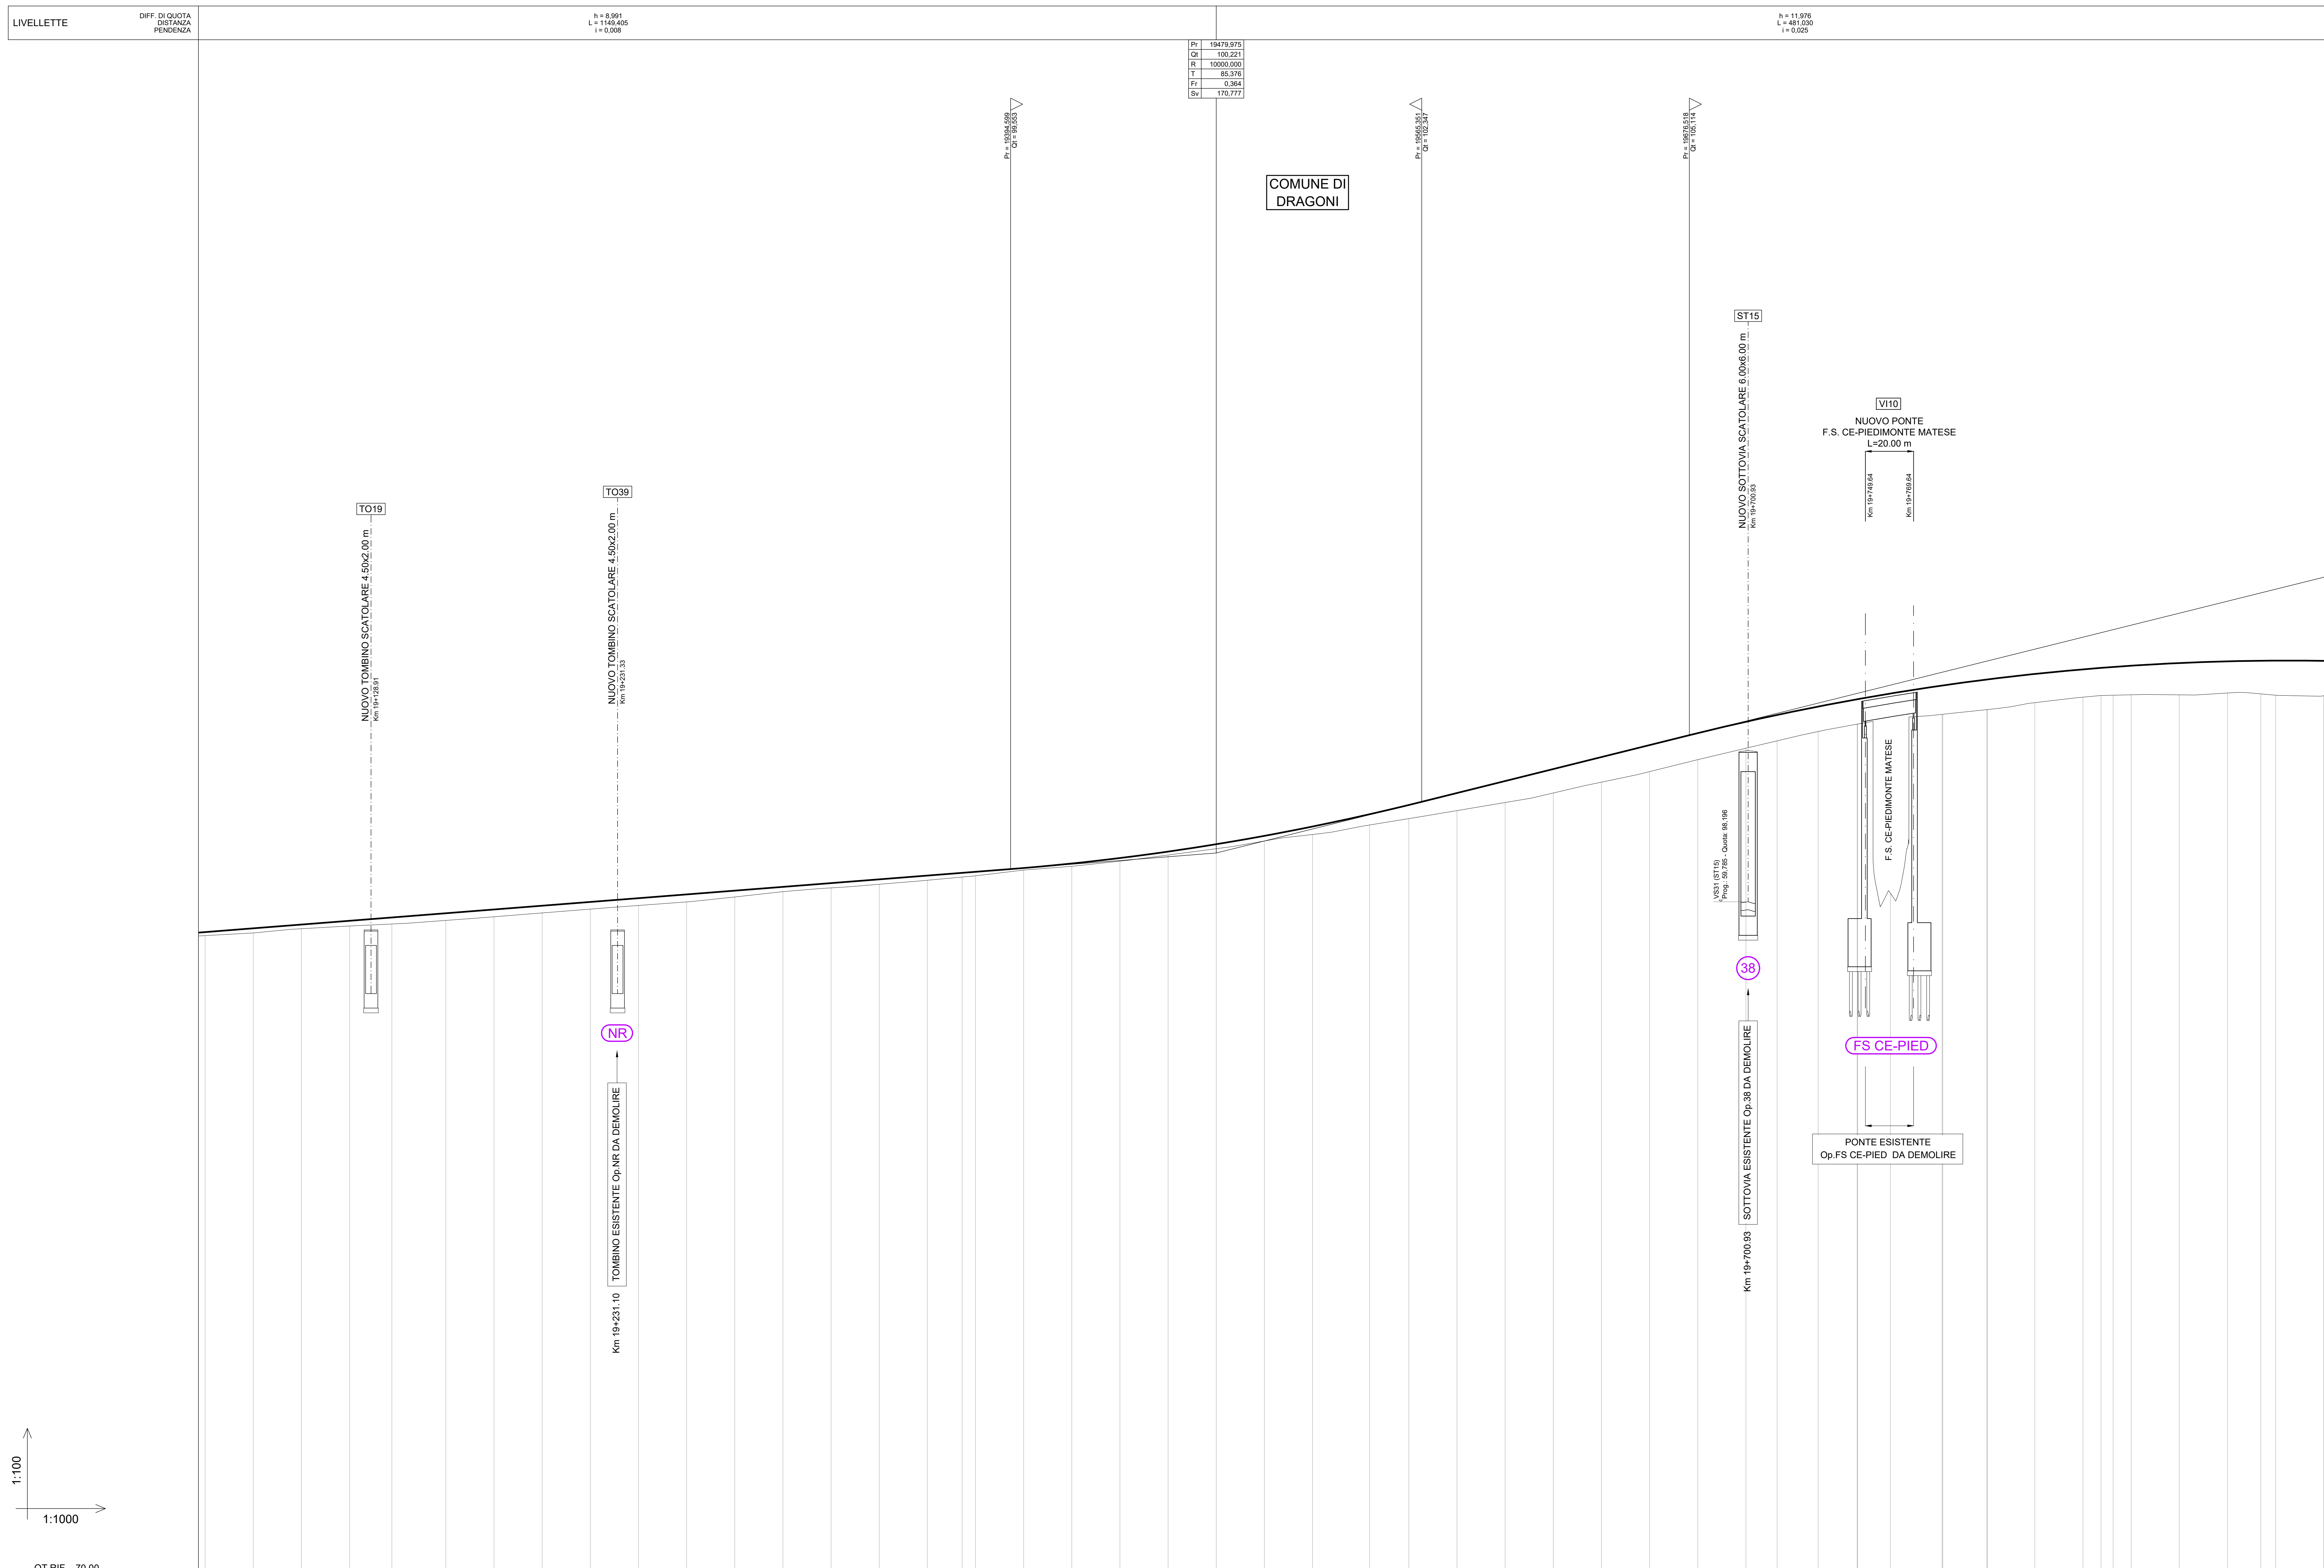 LIVELLETTE
DIFF. DI QUOTA
DISTANZA
PENDENZA
h = 8,991
L = 1149,405
i = 0,008
h = 11,976
L = 481,030
i = 0,025
Pr 19479,975
Qt 100,221
R 10000,000
T 85,376
Fr 0,364
Sv 170,777
Pr = 19394,599
Qt = 99,553
Pr = 19565,351
Qt = 102,347
Pr = 19676,518
Qt = 105,114
COMUNE DI
DRAGONI
ST15
NUOVO SOTTOVIA SCATOLARE 6.00x6.00 m
Km 19+700.93
VI10
NUOVO PONTE
F.S. CE-PIEDIMONTE MATESE
L=20.00 m
Km 19+749.64
Km 19+769.64
TO39
NUOVO TOMBINO SCATOLARE 4.50x2.00 m
Km 19+231.33
TO19
NUOVO TOMBINO SCATOLARE 4.50x2.00 m
Km 19+128.91
F.S. CE-PIEDIMONTE MATESE
VS31 (ST15)
Prog.: 59,785 - Quota: 98,196
38
NR
FS CE-PIED
TOMBINO ESISTENTE Op.NR DA DEMOLIRE
Km 19+231.10
SOTTOVIA ESISTENTE Op.38 DA DEMOLIRE
Km 19+700.93
PONTE ESISTENTE
Op.FS CE-PIED DA DEMOLIRE
1:100
1:1000
QT.RIF. 70.00